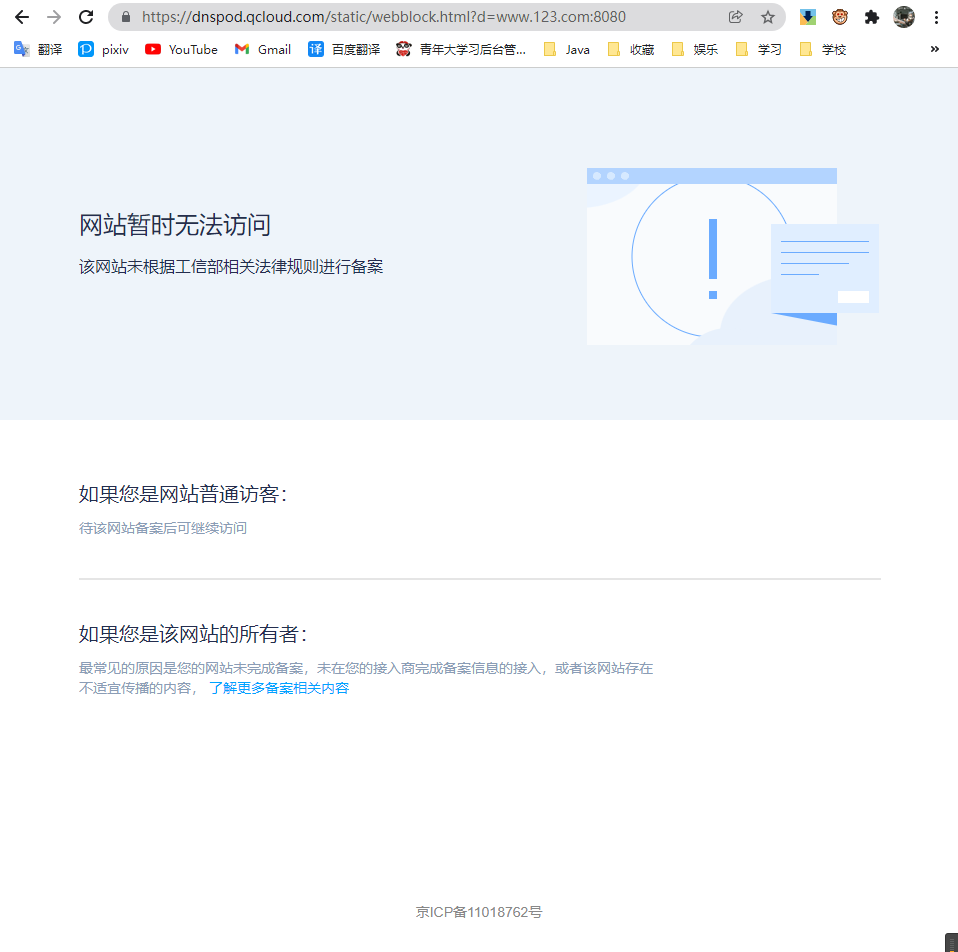 https://dnspod.qcloud.com/static/webblock.html?d=www.123.com:8080
翻译 pixiv YouTube Gmail 译 百度翻译 青年大学习后台管... Java 收藏 娱乐 学习 学校 »
网站暂时无法访问
该网站未根据工信部相关法律规则进行备案
如果您是网站普通访客：
待该网站备案后可继续访问
如果您是该网站的所有者：
最常见的原因是您的网站未完成备案，未在您的接入商完成备案信息的接入，或者该网站存在
不适宜传播的内容， 了解更多备案相关内容
京ICP备11018762号